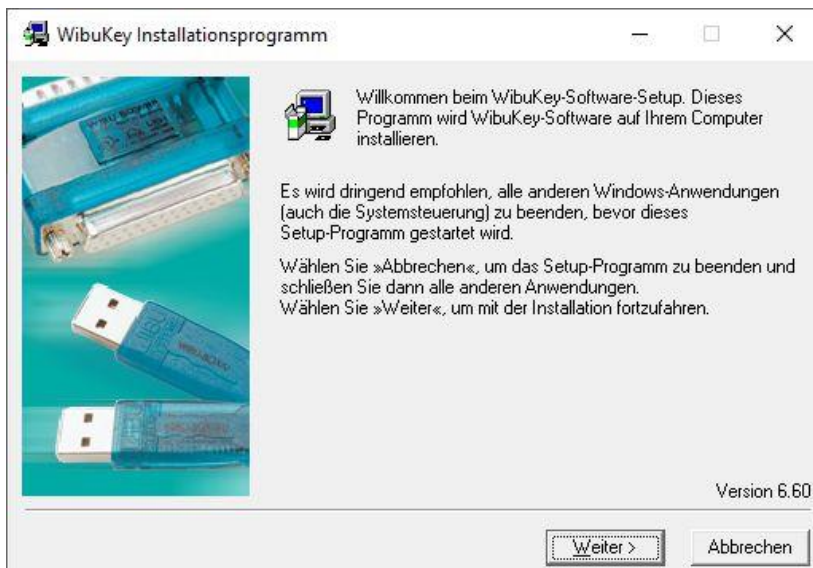 WibuKey Installationsprogramm
Willkommen beim WibuKey-Software-Setup. Dieses
Programm wird WibuKey-Software auf Ihrem Computer
installieren.
Es wird dringend empfohlen, alle anderen Windows-Anwendungen
(auch die Systemsteuerung) zu beenden, bevor dieses
Setup-Programm gestartet wird.
Wählen Sie »Abbrechen«, um das Setup-Programm zu beenden und
schließen Sie dann alle anderen Anwendungen.
Wählen Sie »Weiter«, um mit der Installation fortzufahren.
Version 6.60
Weiter >
Abbrechen